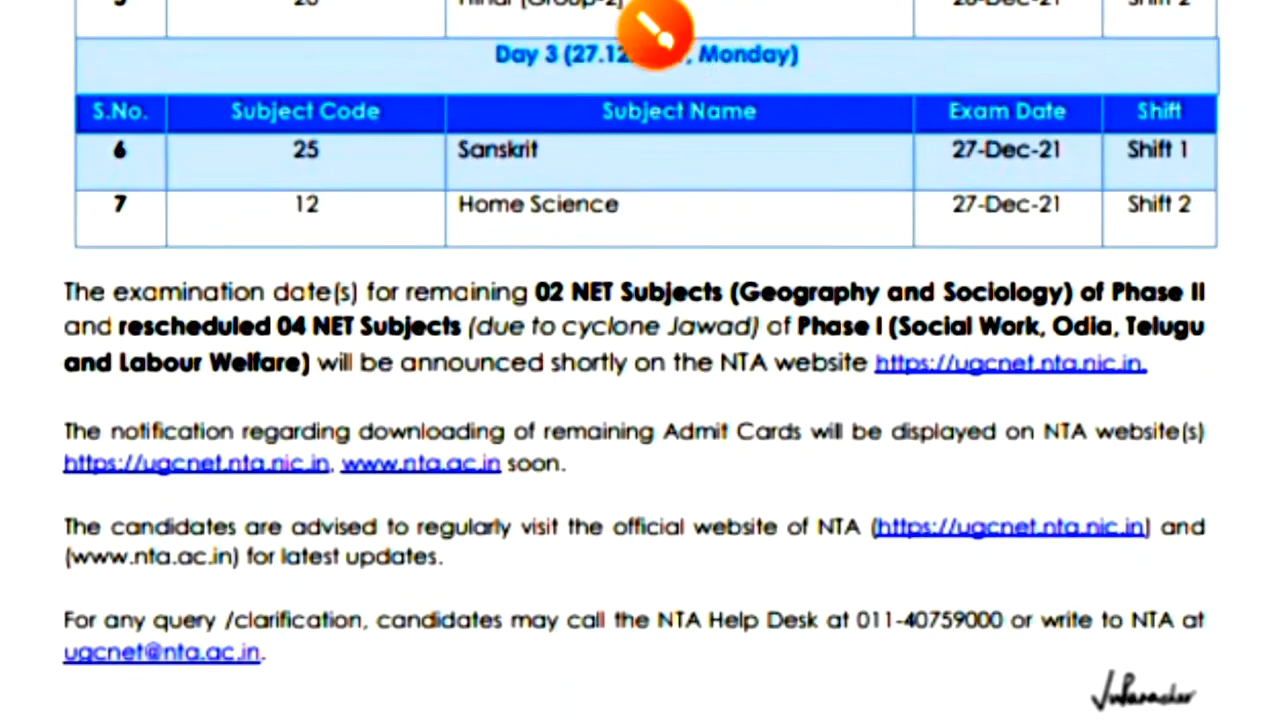 Day 3 (27.12 , Monday)
S.No. Subject Code Subject Name Exam Date Shift
6 25 Sanskrit 27-Dec-21 Shift 1
7 12 Home Science 27-Dec-21 Shift 2
The examination date(s) for remaining 02 NET Subjects (Geography and Sociology) of Phase II
and rescheduled 04 NET Subjects (due to cyclone Jawad) of Phase I (Social Work, Odia, Telugu
and Labour Welfare) will be announced shortly on the NTA website https://ugcnet.nta.nic.in.
The notification regarding downloading of remaining Admit Cards will be displayed on NTA website(s)
https://ugcnet.nta.nic.in, www.nta.ac.in soon.
The candidates are advised to regularly visit the official website of NTA (https://ugcnet.nta.nic.in) and
(www.nta.ac.in) for latest updates.
For any query /clarification, candidates may call the NTA Help Desk at 011-40759000 or write to NTA at
ugcnet@nta.ac.in.